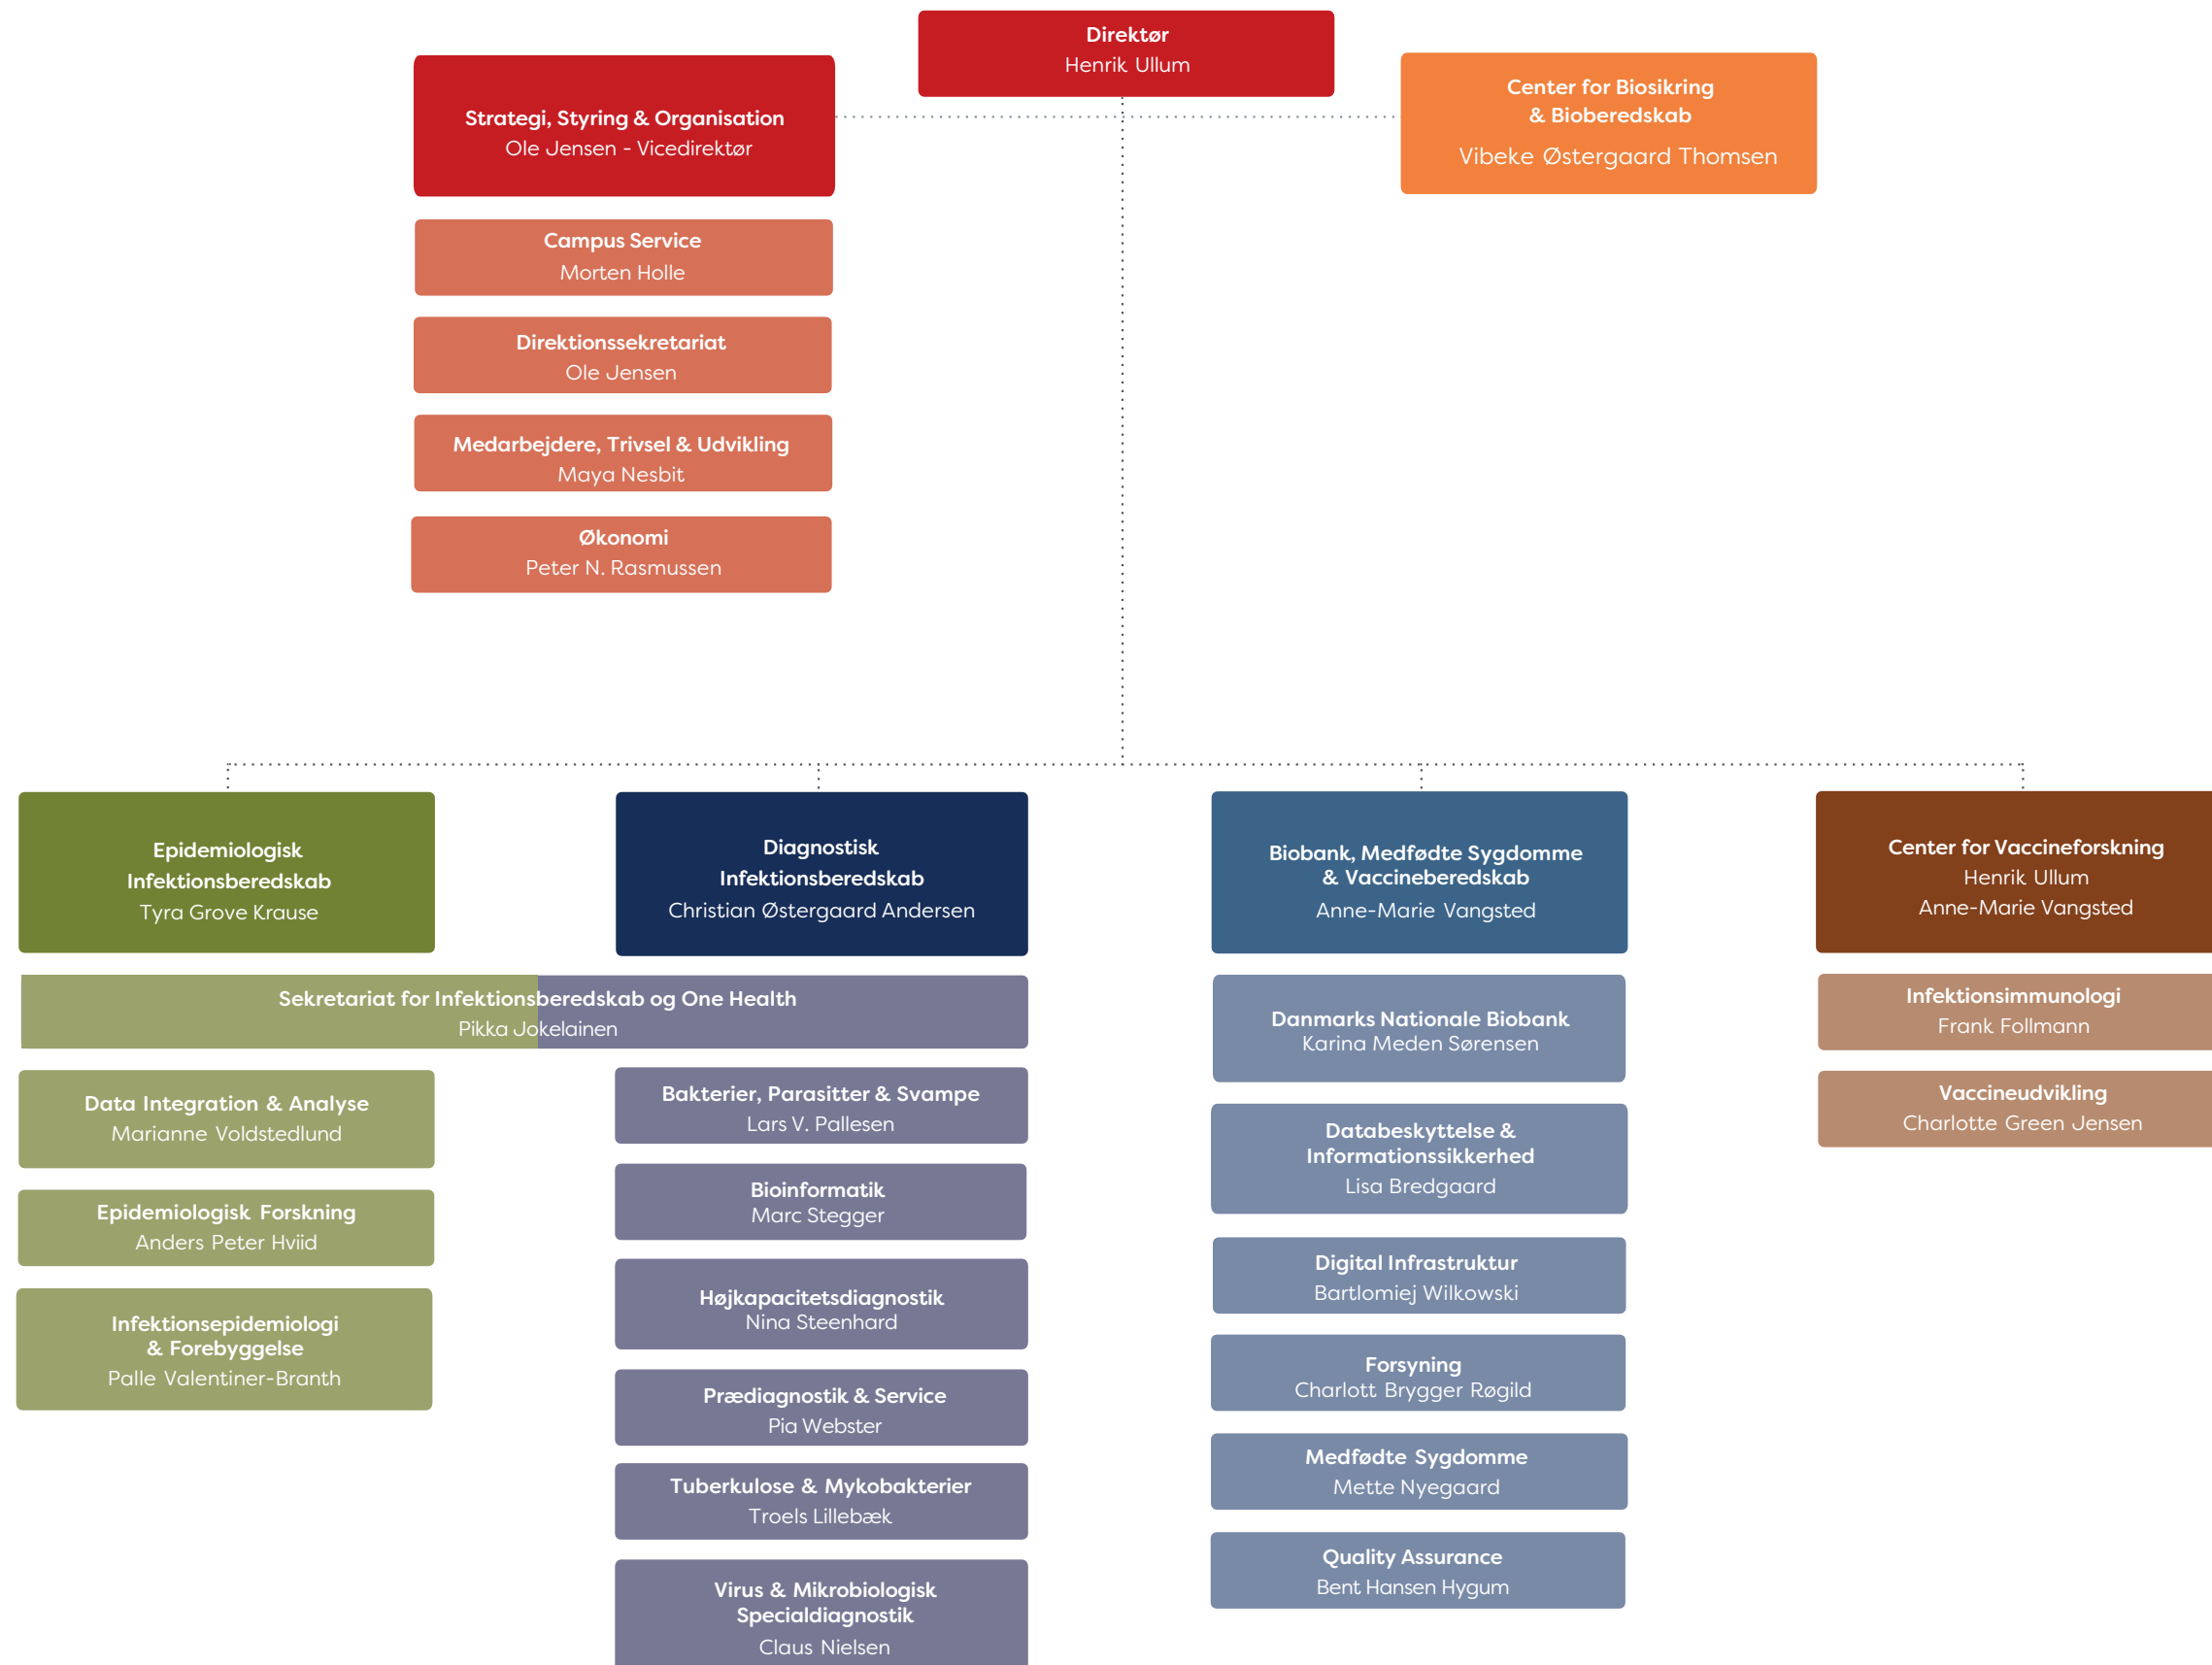 Direktør
Henrik Ullum
Strategi, Styring & Organisation
Ole Jensen - Vicedirektør
Center for Biosikring
& Bioberedskab
Vibeke Østergaard Thomsen
Campus Service
Morten Holle
Direktionssekretariat
Ole Jensen
Medarbejdere, Trivsel & Udvikling
Maya Nesbit
Økonomi
Peter N. Rasmussen
Epidemiologisk
Infektionsberedskab
Tyra Grove Krause
Diagnostisk
Infektionsberedskab
Christian Østergaard Andersen
Biobank, Medfødte Sygdomme
& Vaccineberedskab
Anne-Marie Vangsted
Center for Vaccineforskning
Henrik Ullum
Anne-Marie Vangsted
Sekretariat for Infektionsberedskab og One Health
Pikka Jokelainen
Data Integration & Analyse
Marianne Voldstedlund
Epidemiologisk Forskning
Anders Peter Hviid
Infektionsepidemiologi
& Forebyggelse
Palle Valentiner-Branth
Bakterier, Parasitter & Svampe
Lars V. Pallesen
Bioinformatik
Marc Stegger
Højkapacitetsdiagnostik
Nina Steenhard
Prædiagnostik & Service
Pia Webster
Tuberkulose & Mykobakterier
Troels Lillebæk
Virus & Mikrobiologisk
Specialdiagnostik
Claus Nielsen
Danmarks Nationale Biobank
Karina Meden Sørensen
Databeskyttelse &
Informationssikkerhed
Lisa Bredgaard
Digital Infrastruktur
Bartlomiej Wilkowski
Forsyning
Charlott Brygger Røgild
Medfødte Sygdomme
Mette Nyegaard
Quality Assurance
Bent Hansen Hygum
Infektionsimmunologi
Frank Follmann
Vaccineudvikling
Charlotte Green Jensen